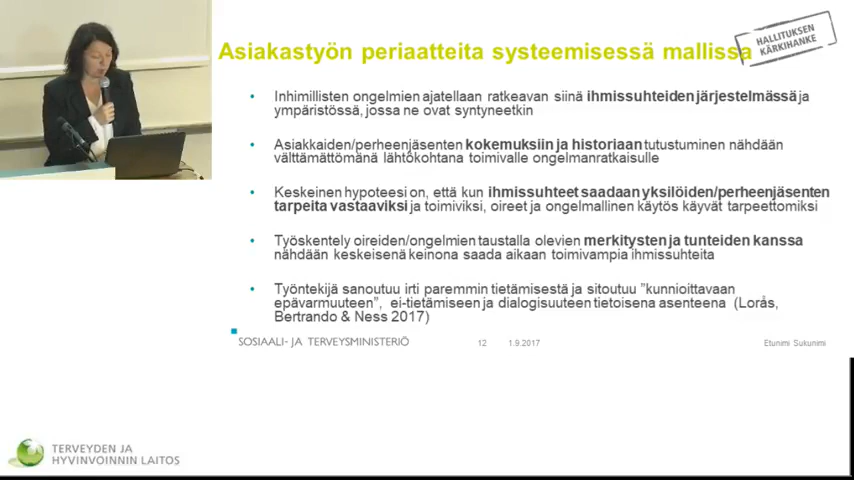 Asiakastyön periaatteita systeemisessä mallissa
HALLITUKSEN
KÄRKIHANKE
• Inhimillisten ongelmien ajatellaan ratkeavan siinä ihmissuhteiden järjestelmässä ja
ympäristössä, jossa ne ovat syntyneetkin
• Asiakkaiden/perheenjäsenten kokemuksiin ja historiaan tutustuminen nähdään
välttämättömänä lähtökohtana toimivalle ongelmanratkaisulle
• Keskeinen hypoteesi on, että kun ihmissuhteet saadaan yksilöiden/perheenjäsenten
tarpeita vastaaviksi ja toimiviksi, oireet ja ongelmallinen käytös käyvät tarpeettomiksi
• Työskentely oireiden/ongelmien taustalla olevien merkitysten ja tunteiden kanssa
nähdään keskeisenä keinona saada aikaan toimivampia ihmissuhteita
• Työntekijä sanoutuu irti paremmin tietämisestä ja sitoutuu ”kunnioittavaan
epävarmuuteen”, ei-tietämiseen ja dialogisuuteen tietoisena asenteena (Lorås,
Bertrando & Ness 2017)
SOSIAALI- JA TERVEYSMINISTERIÖ
12
1.9.2017
Etunimi Sukunimi
TERVEYDEN JA
HYVINVOINNIN LAITOS